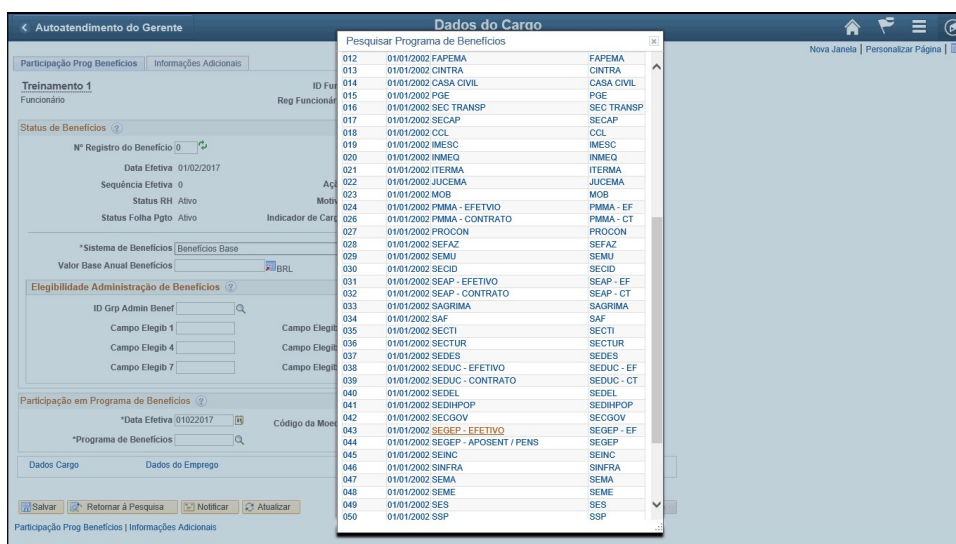 Autoatendimento do Gerente
Dados do Cargo
Nova Janela | Personalizar Página |
Participação Prog Benefícios
Informações Adicionais
Treinamento 1
ID Fu
Funcionário
Reg Funcionár
Status de Benefícios
Nº Registro do Benefício 0
Data Efetiva 01/02/2017
Sequência Efetiva 0
Açã
Status RH Ativo
Motiv
Status Folha Pgto Ativo
Indicador de Carg
*Sistema de Benefícios Benefícios Base
Valor Base Anual Benefícios
BRL
Elegibilidade Administração de Benefícios
ID Grp Admin Benef
Campo Elegib 1
Campo Elegib
Campo Elegib 4
Campo Elegib
Campo Elegib 7
Campo Elegib
Participação em Programa de Benefícios
*Data Efetiva 01022017
Código da Moed
*Programa de Benefícios
Dados Cargo
Dados do Emprego
Salvar
Retornar à Pesquisa
Notificar
Atualizar
Participação Prog Benefícios | Informações Adicionais
Pesquisar Programa de Benefícios
012 01/01/2002 FAPEMA FAPEMA
013 01/01/2002 CINTRA CINTRA
014 01/01/2002 CASA CIVIL CASA CIVIL
015 01/01/2002 PGE PGE
016 01/01/2002 SEC TRANSP SEC TRANSP
017 01/01/2002 SECAP SECAP
018 01/01/2002 CCL CCL
019 01/01/2002 IMESC IMESC
020 01/01/2002 INMEQ INMEQ
021 01/01/2002 ITERMA ITERMA
022 01/01/2002 JUCEMA JUCEMA
023 01/01/2002 MOB MOB
024 01/01/2002 PMMA - EFETVIO PMMA - EF
026 01/01/2002 PMMA - CONTRATO PMMA - CT
027 01/01/2002 PROCON PROCON
028 01/01/2002 SEFAZ SEFAZ
029 01/01/2002 SEMU SEMU
030 01/01/2002 SECID SECID
031 01/01/2002 SEAP - EFETIVO SEAP - EF
032 01/01/2002 SEAP - CONTRATO SEAP - CT
033 01/01/2002 SAGRIMA SAGRIMA
034 01/01/2002 SAF SAF
035 01/01/2002 SECTI SECTI
036 01/01/2002 SECTUR SECTUR
037 01/01/2002 SEDES SEDES
038 01/01/2002 SEDUC - EFETIVO SEDUC - EF
039 01/01/2002 SEDUC - CONTRATO SEDUC - CT
040 01/01/2002 SEDEL SEDEL
041 01/01/2002 SEDIHPOP SEDIHPOP
042 01/01/2002 SECGOV SECGOV
043 01/01/2002 SEGEP - EFETIVO SEGEP - EF
044 01/01/2002 SEGEP - APOSENT / PENS SEGEP
045 01/01/2002 SEINC SEINC
046 01/01/2002 SINFRA SINFRA
047 01/01/2002 SEMA SEMA
048 01/01/2002 SEME SEME
049 01/01/2002 SES SES
050 01/01/2002 SSP SSP